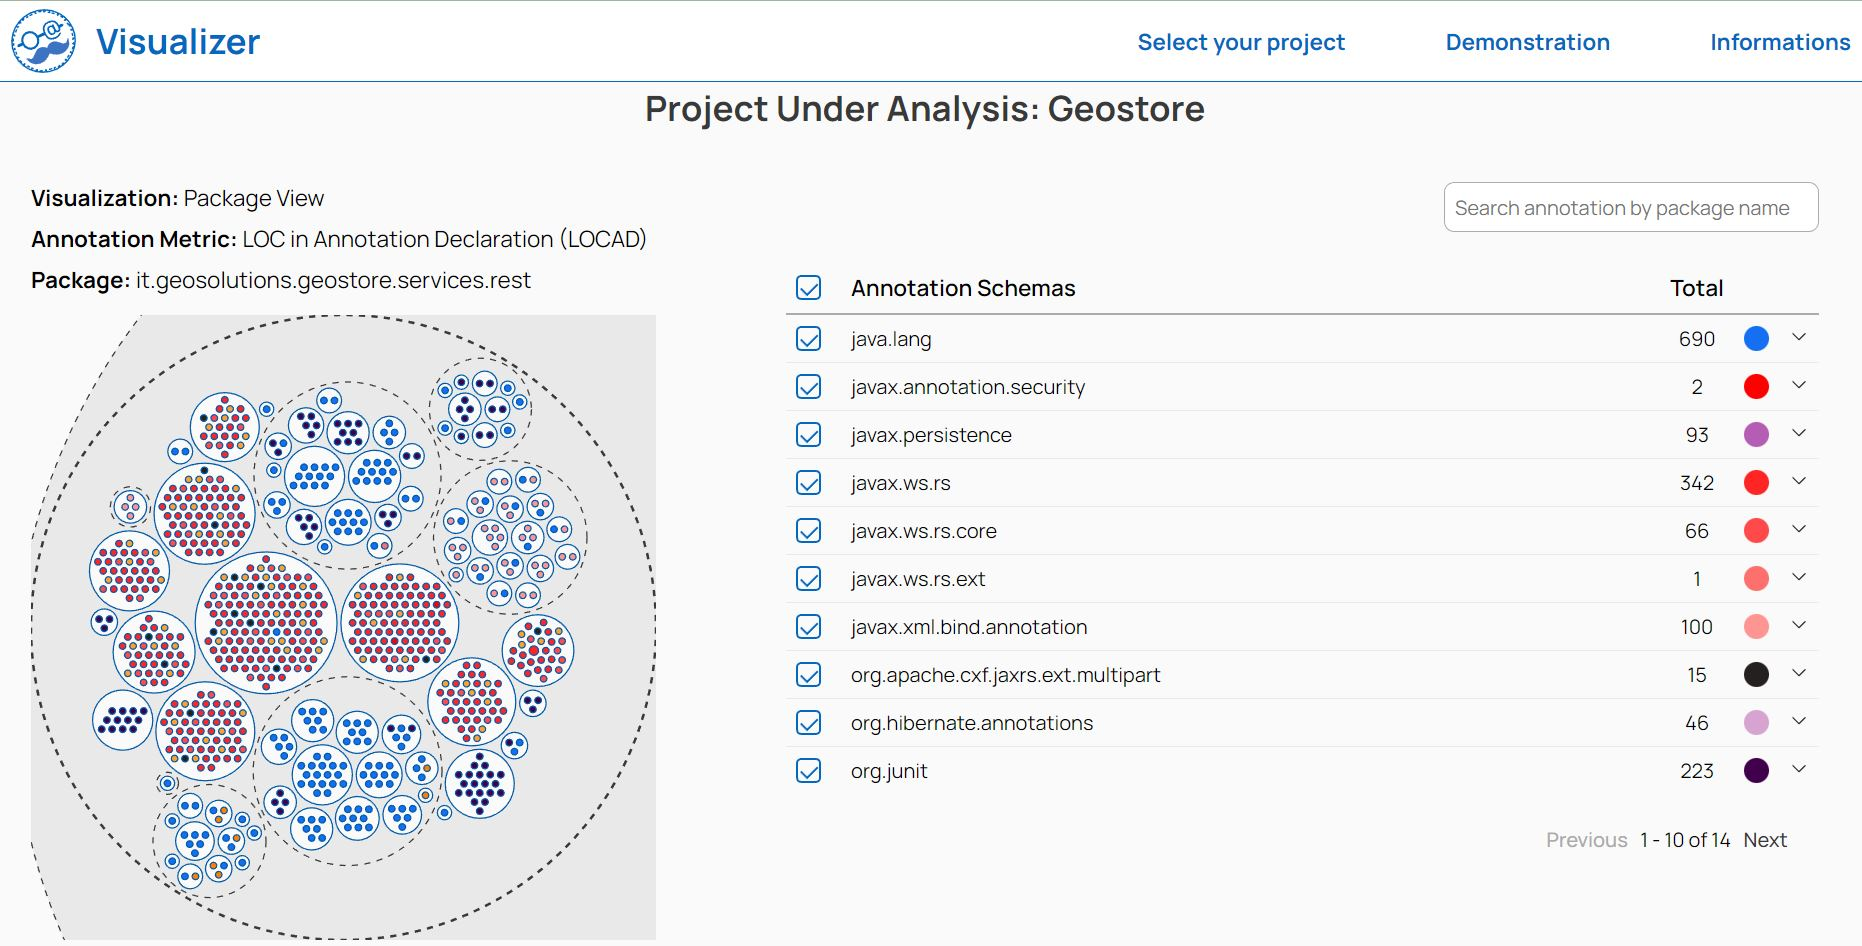 Visualizer
Select your project Demonstration Informations
Project Under Analysis: Geostore
Visualization: Package View
Annotation Metric: LOC in Annotation Declaration (LOCAD)
Package: it.geosolutions.geostore.services.rest
Search annotation by package name
Annotation Schemas Total
java.lang 690
javax.annotation.security 2
javax.persistence 93
javax.ws.rs 342
javax.ws.rs.core 66
javax.ws.rs.ext 1
javax.xml.bind.annotation 100
org.apache.cxf.jaxrs.ext.multipart 15
org.hibernate.annotations 46
org.junit 223
Previous 1 - 10 of 14 Next